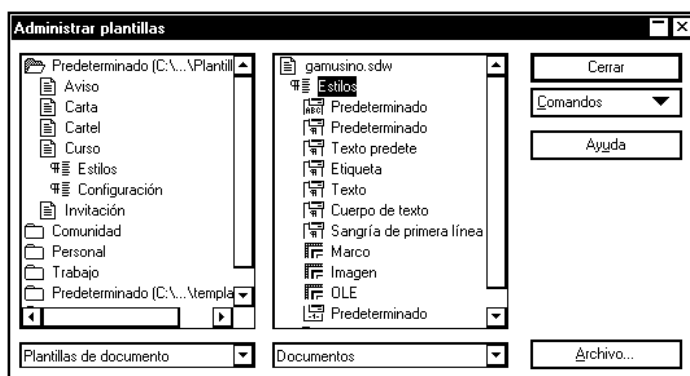 Administrar plantillas
Predeterminado (C:\...\Plantill
Aviso
Carta
Cartel
Curso
Estilos
Configuración
Invitación
Comunidad
Personal
Trabajo
Predeterminado (C:\...\templa
Plantillas de documento
gamusino.sdw
Estilos
Predeterminado
Predeterminado
Texto predete
Etiqueta
Texto
Cuerpo de texto
Sangría de primera línea
Marco
Imagen
OLE
Predeterminado
Documentos
Cerrar
Comandos
Ayuda
Archivo...